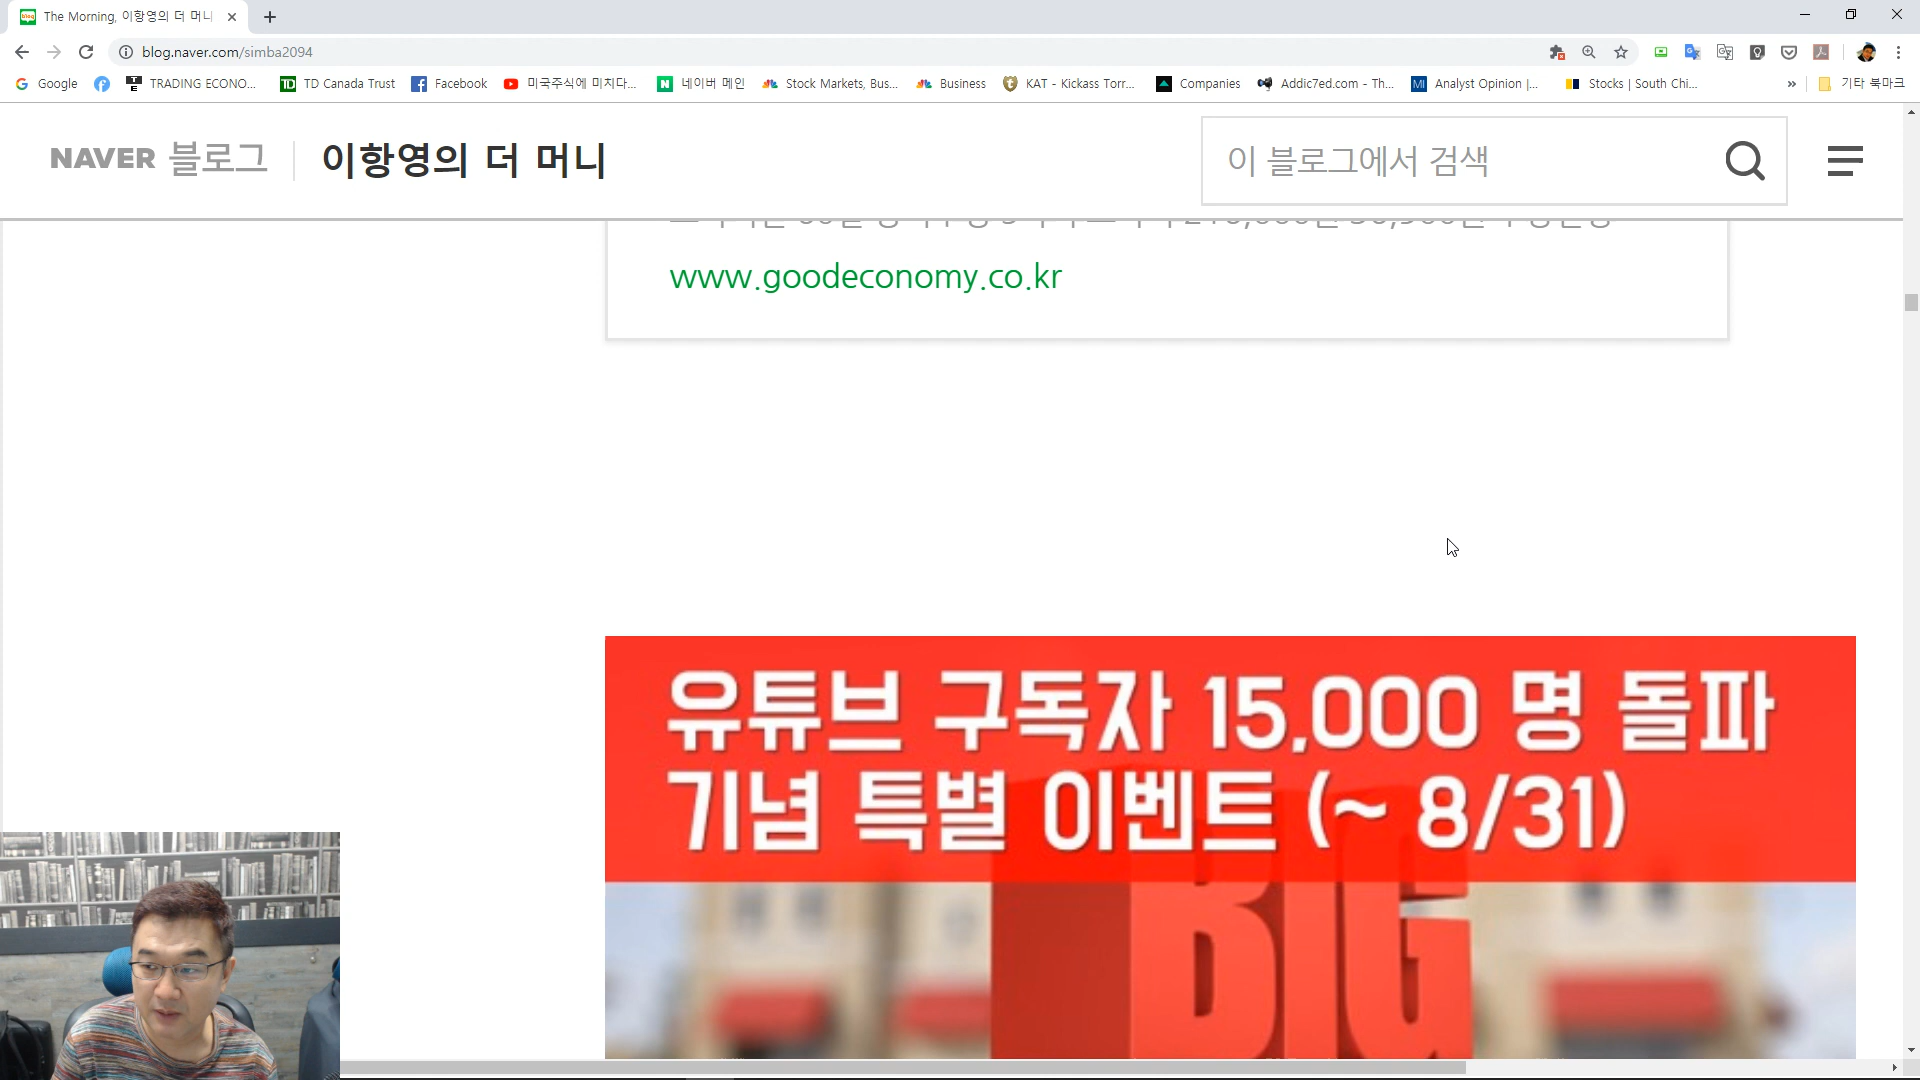 The Morning, 이항영의 더 머니
blog.naver.com/simba2094
Google
TRADING ECONO...
TD Canada Trust
Facebook
미국주식에 미치다...
네이버 메인
Stock Markets, Bus...
Business
KAT - Kickass Torr...
Companies
Addic7ed.com - Th...
Analyst Opinion |...
Stocks | South Chi...
»
기타 북마크
NAVER 블로그
이항영의 더 머니
이 블로그에서 검색
www.goodeconomy.co.kr
유튜브 구독자 15,000 명 돌파
기념 특별 이벤트 (~ 8/31)
BIG